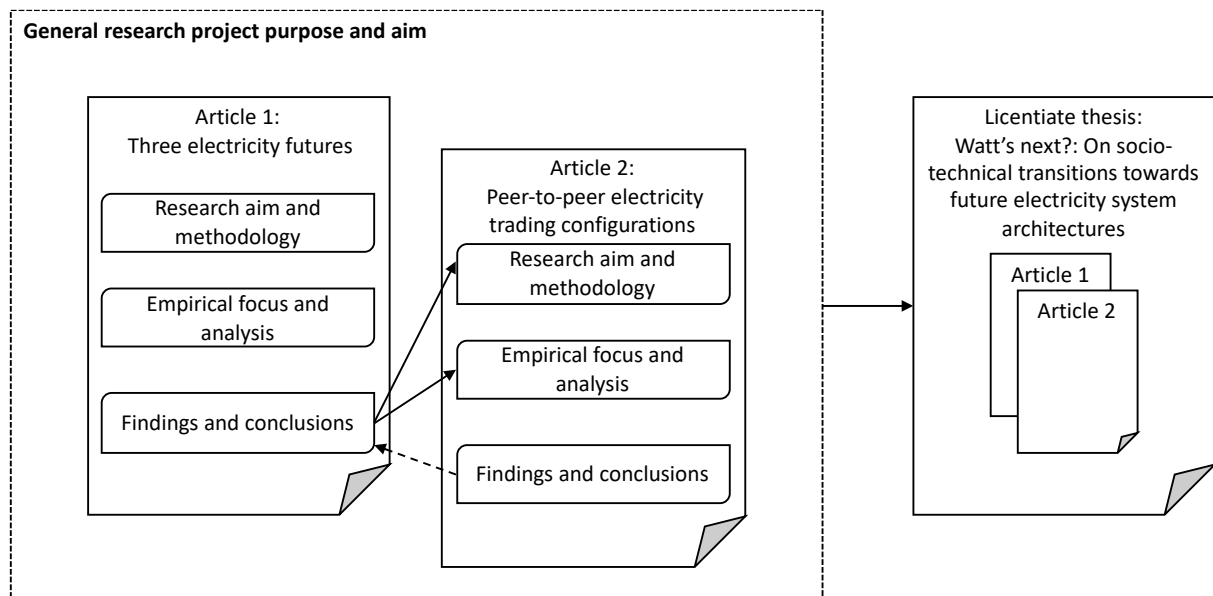 General research project purpose and aim
Article 1:
Three electricity futures
Research aim and
methodology
Empirical focus and
analysis
Findings and conclusions
Article 2:
Peer-to-peer electricity
trading configurations
Research aim and
methodology
Empirical focus and
analysis
Findings and conclusions
Licentiate thesis:
Watt’s next?: On socio-
technical transitions towards
future electricity system
architectures
Article 1
Article 2